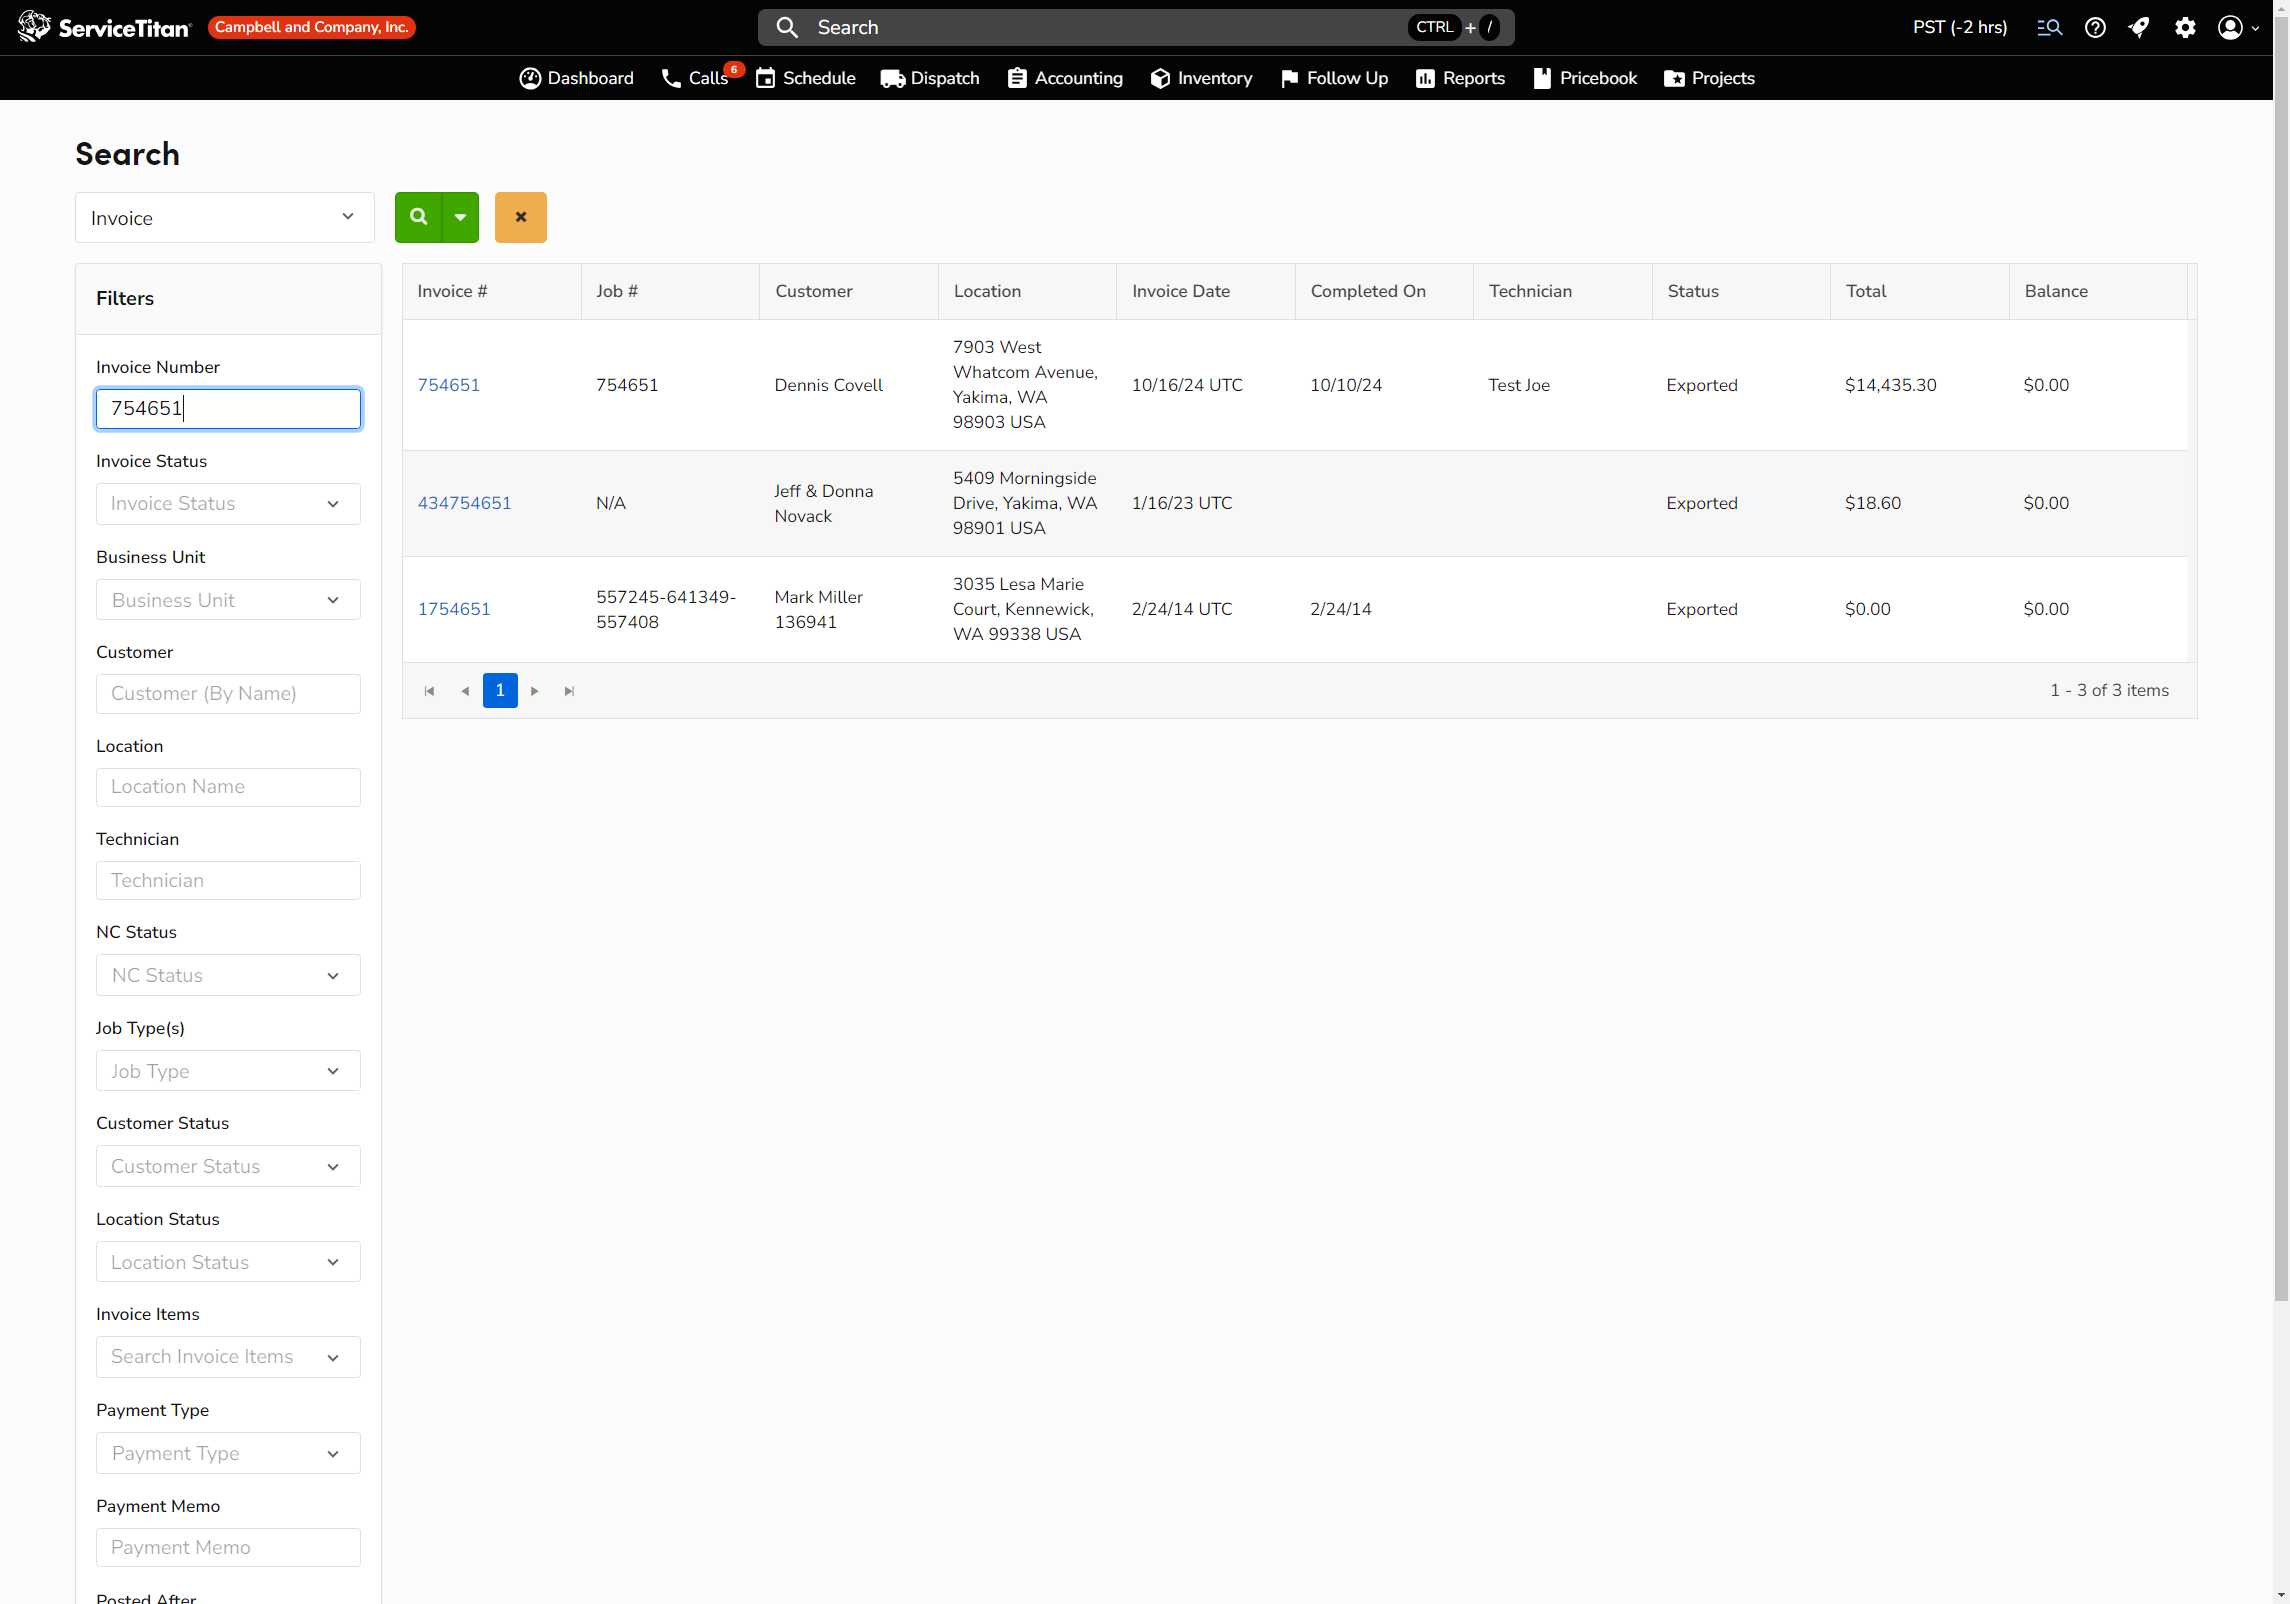 ServiceTitan
Campbell and Company, Inc.
Search
CTRL + /
PST (-2 hrs)
Dashboard
Calls
6
Schedule
Dispatch
Accounting
Inventory
Follow Up
Reports
Pricebook
Projects
Search
Invoice
Filters
Invoice Number
754651
Invoice Status
Invoice Status
Business Unit
Business Unit
Customer
Customer (By Name)
Location
Location Name
Technician
Technician
NC Status
NC Status
Job Type(s)
Job Type
Customer Status
Customer Status
Location Status
Location Status
Invoice Items
Search Invoice Items
Payment Type
Payment Type
Payment Memo
Payment Memo
Posted After
Invoice # Job # Customer Location Invoice Date Completed On Technician Status Total Balance
7903 West
Whatcom Avenue,
754651 754651 Dennis Covell 10/16/24 UTC 10/10/24 Test Joe Exported $14,435.30 $0.00
Yakima, WA
98903 USA
5409 Morningside
Jeff & Donna
434754651 N/A Drive, Yakima, WA 1/16/23 UTC Exported $18.60 $0.00
Novack
98901 USA
3035 Lesa Marie
557245-641349- Mark Miller
1754651 Court, Kennewick, 2/24/14 UTC 2/24/14 Exported $0.00 $0.00
557408 136941
WA 99338 USA
1
1 - 3 of 3 items